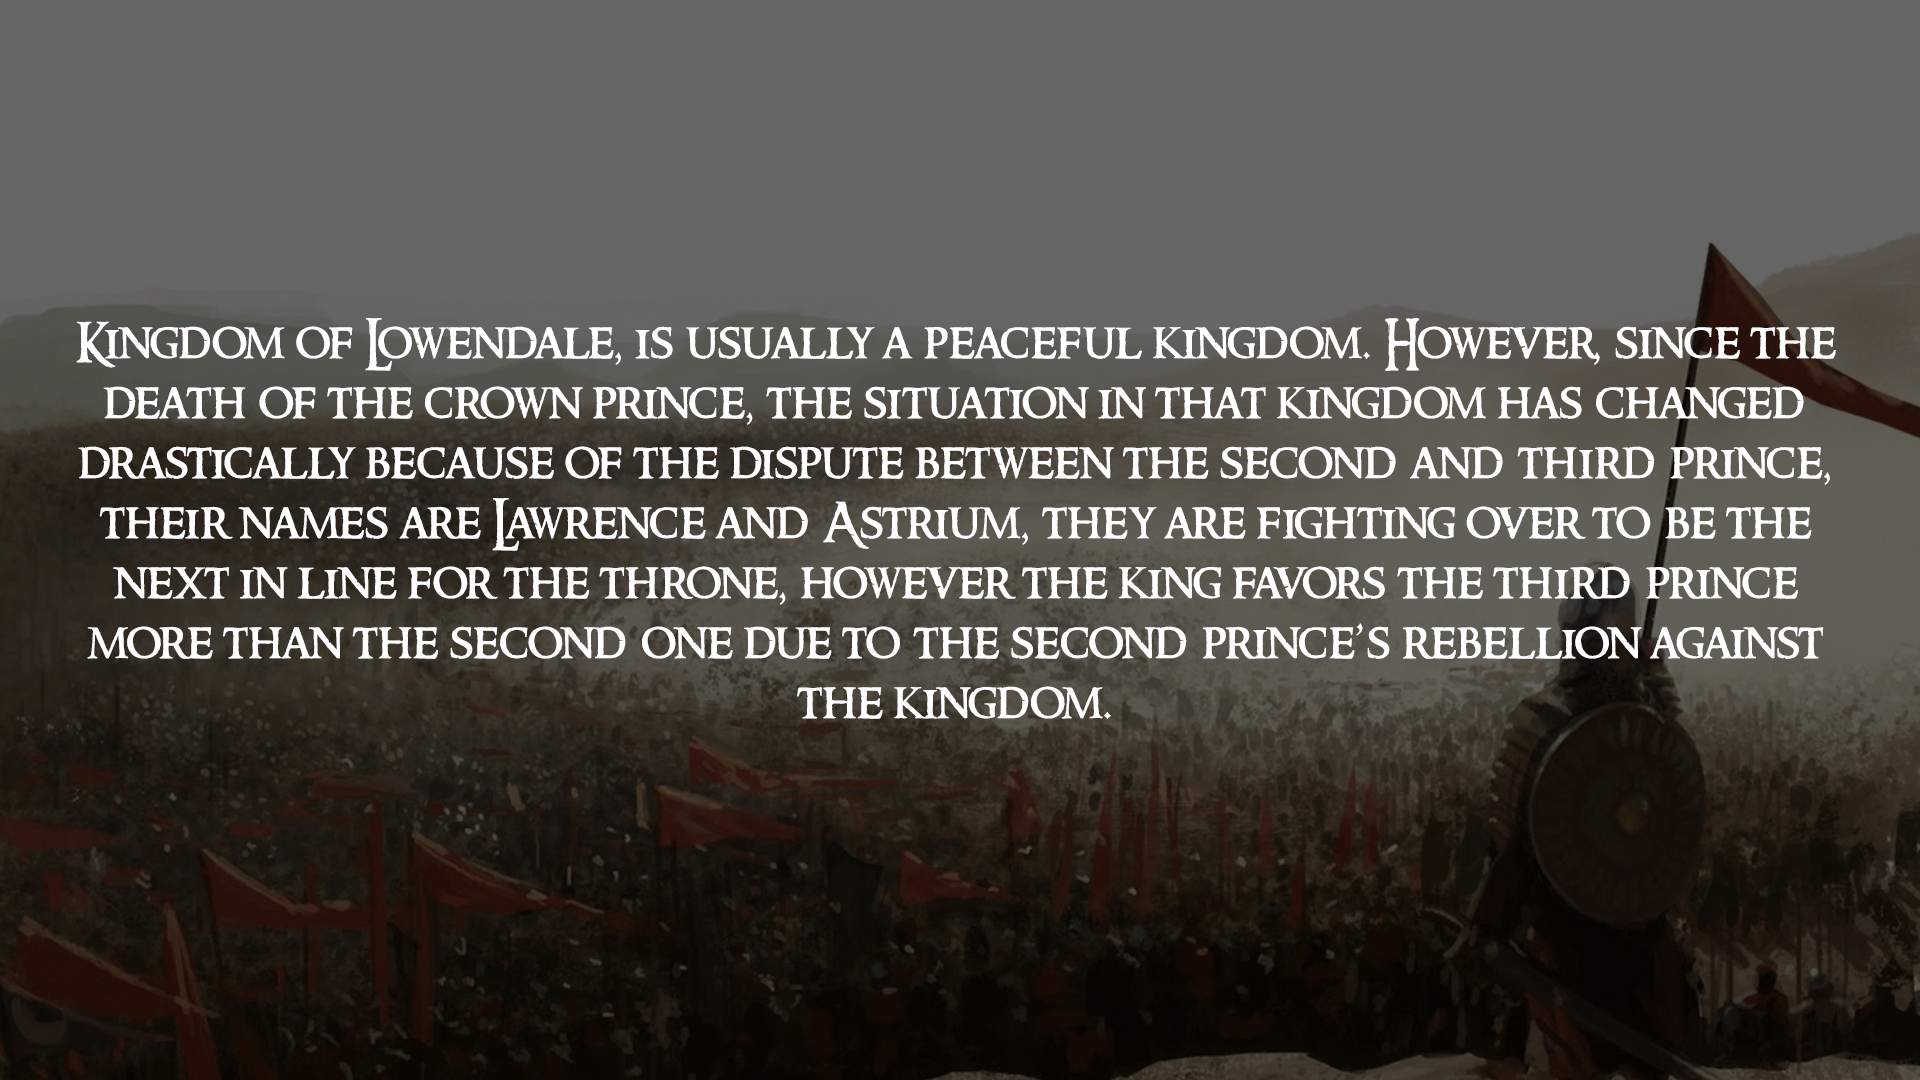 Kingdom of Lowendale, is usually a peaceful kingdom. However, since the
death of the crown prince, the situation in that kingdom has changed
drastically because of the dispute between the second and third prince,
their names are Lawrence and Astrium, they are fighting over to be the
next in line for the throne, however the king favors the third prince
more than the second one due to the second prince's rebellion against
the kingdom.